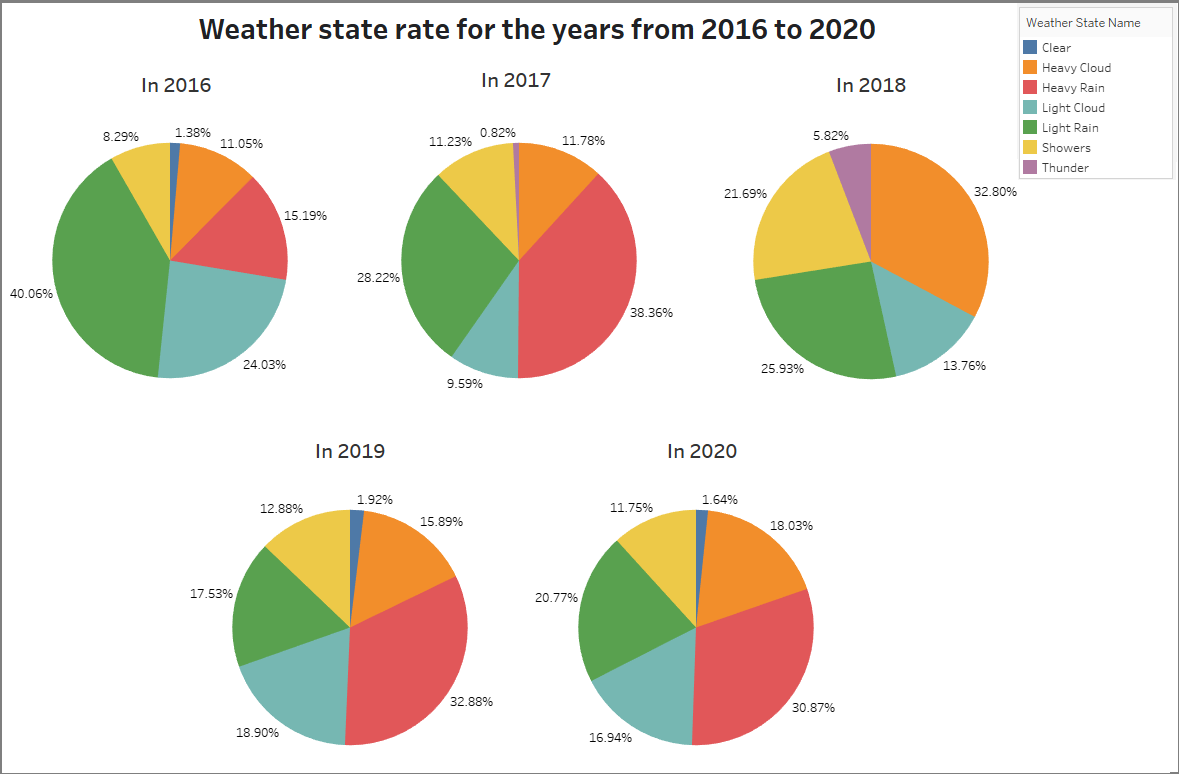 Weather state rate for the years from 2016 to 2020
Weather State Name
Clear
Heavy Cloud
Heavy Rain
Light Cloud
Light Rain
Showers
Thunder
In 2016
8.29%
1.38%
11.05%
15.19%
24.03%
40.06%
In 2017
11.23%
0.82%
11.78%
38.36%
9.59%
28.22%
In 2018
5.82%
32.80%
13.76%
25.93%
21.69%
In 2019
12.88%
1.92%
15.89%
32.88%
18.90%
17.53%
In 2020
11.75%
1.64%
18.03%
30.87%
16.94%
20.77%